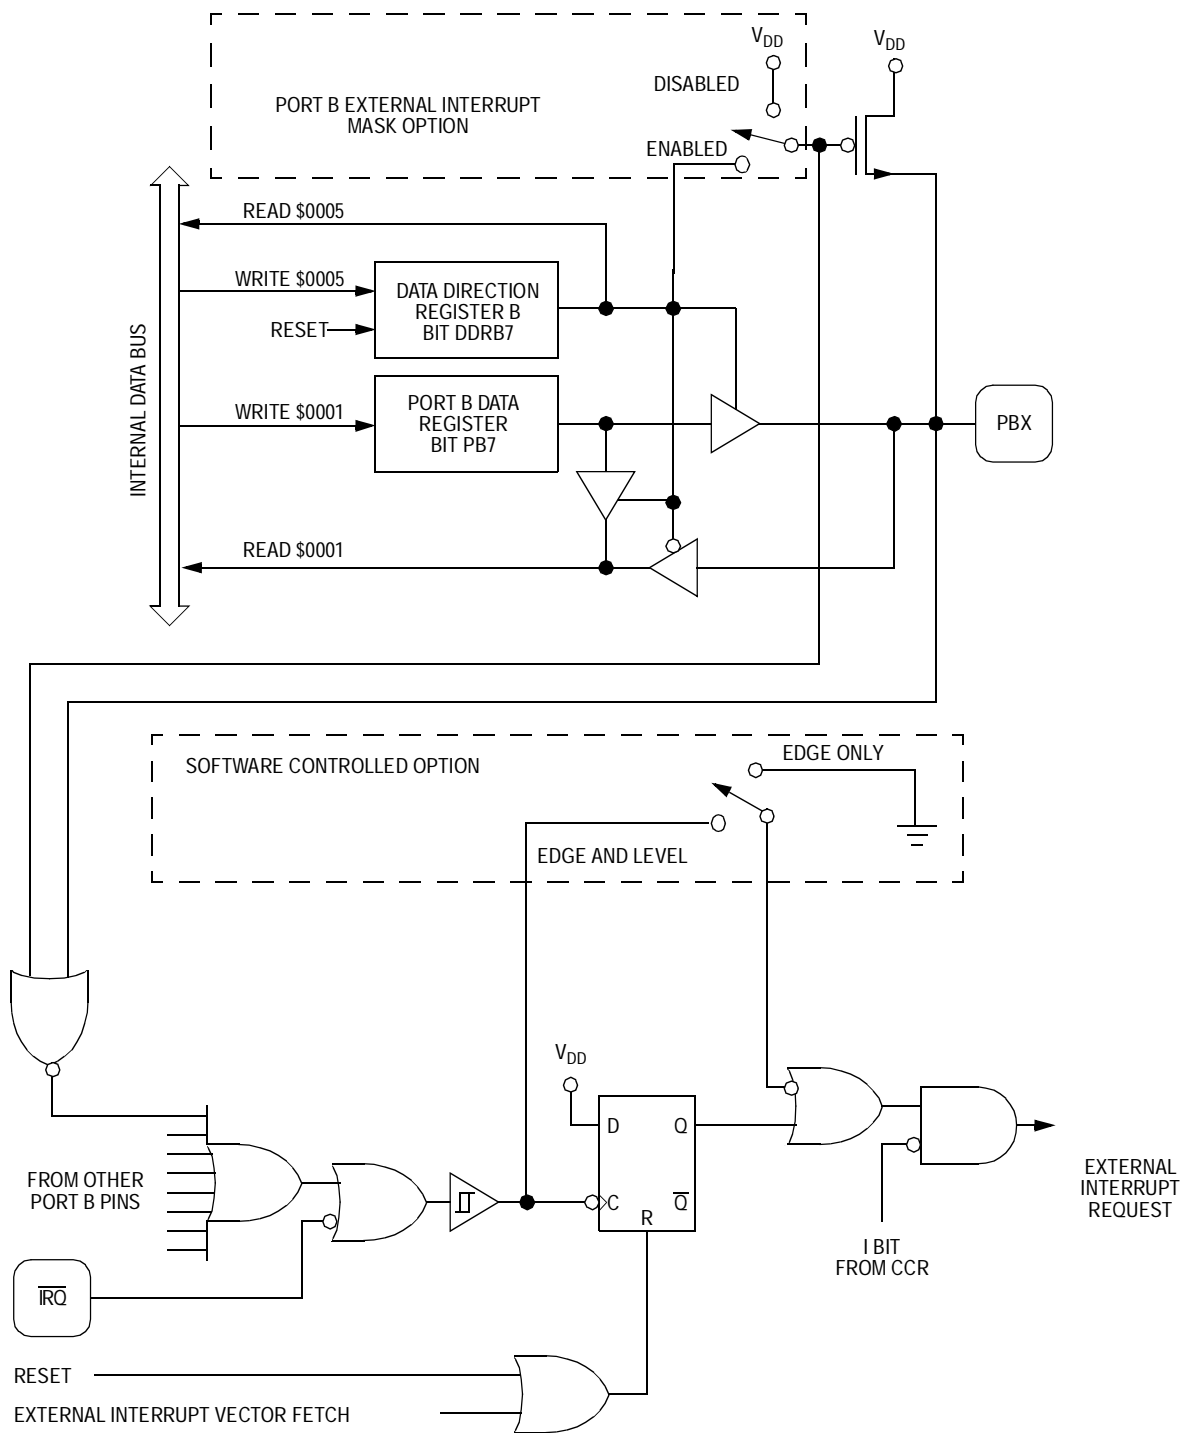 VDD
VDD
DISABLED
PORT B EXTERNAL INTERRUPT
MASK OPTION
ENABLED
READ $0005
WRITE $0005
DATA DIRECTION
REGISTER B
BIT DDRB7
RESET
INTERNAL DATA BUS
WRITE $0001
PORT B DATA
REGISTER
BIT PB7
PBX
READ $0001
SOFTWARE CONTROLLED OPTION
EDGE ONLY
EDGE AND LEVEL
VDD
D
Q
C
Q̅
R
FROM OTHER
PORT B PINS
EXTERNAL
INTERRUPT
REQUEST
I BIT
FROM CCR
I̅R̅Q̅
RESET
EXTERNAL INTERRUPT VECTOR FETCH